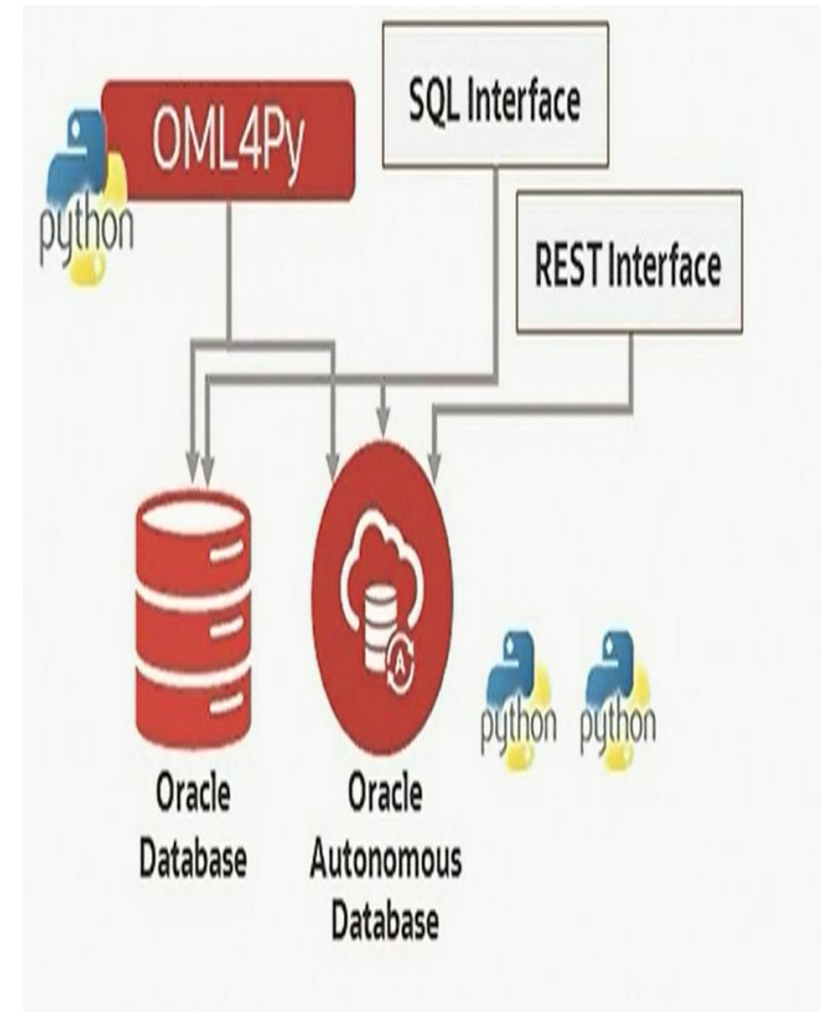 OML4Py
python
SQL Interface
REST Interface
A
python
python
Oracle
Database
Oracle
Autonomous
Database